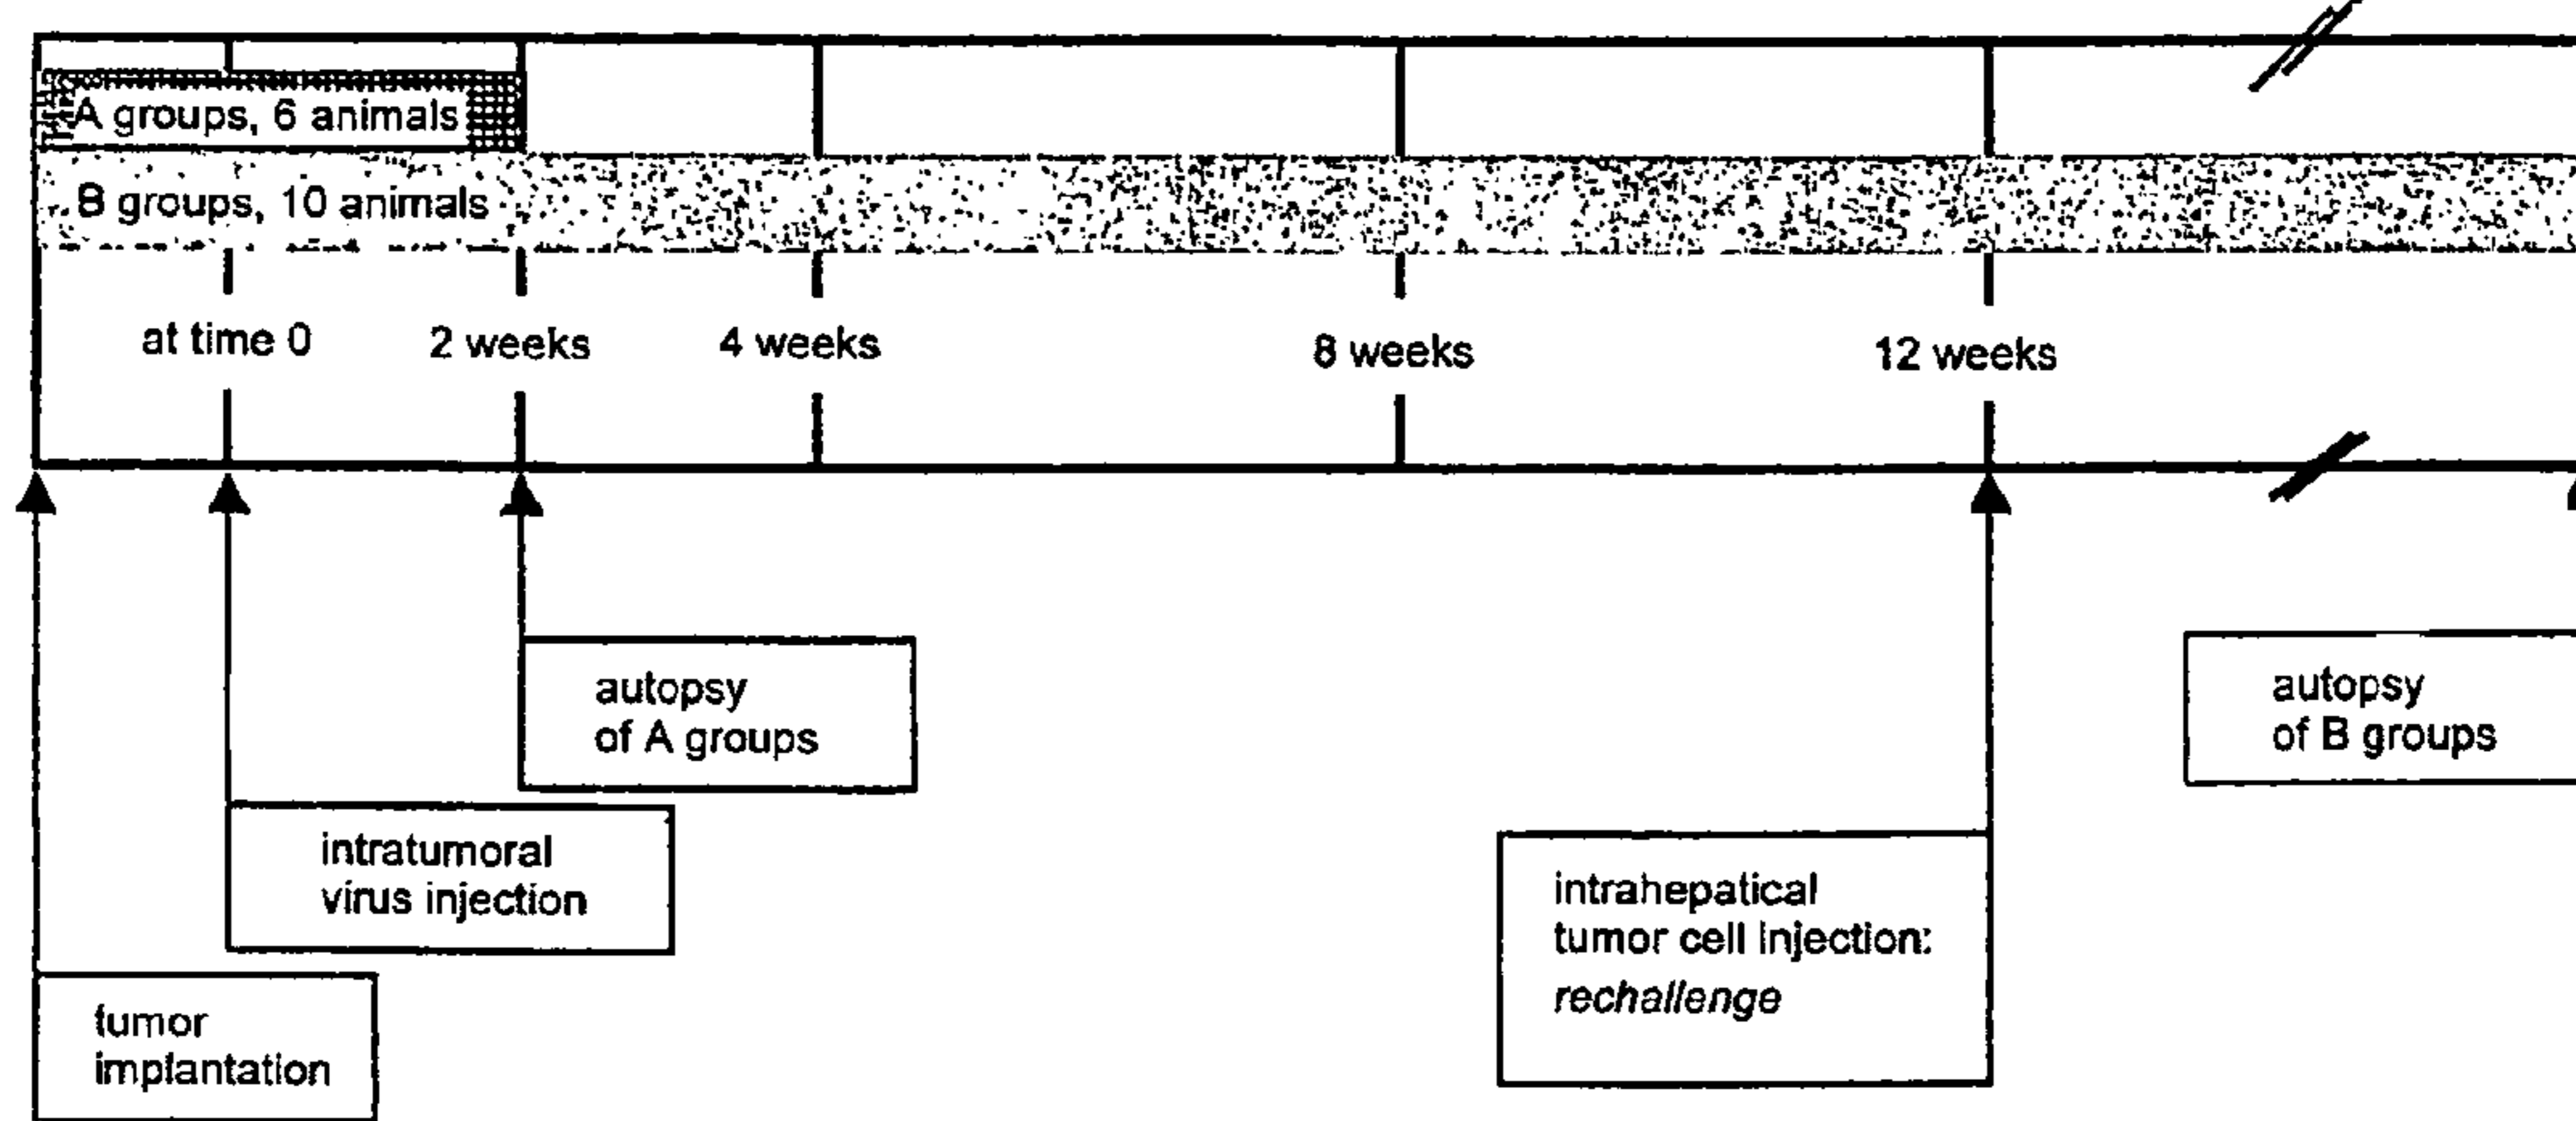 A groups, 6 animals
B groups, 10 animals
at time 0
2 weeks
4 weeks
8 weeks
12 weeks
autopsy
of A groups
autopsy
of B groups
intratumoral
virus injection
intrahepatical
tumor cell injection:
rechallenge
tumor
implantation